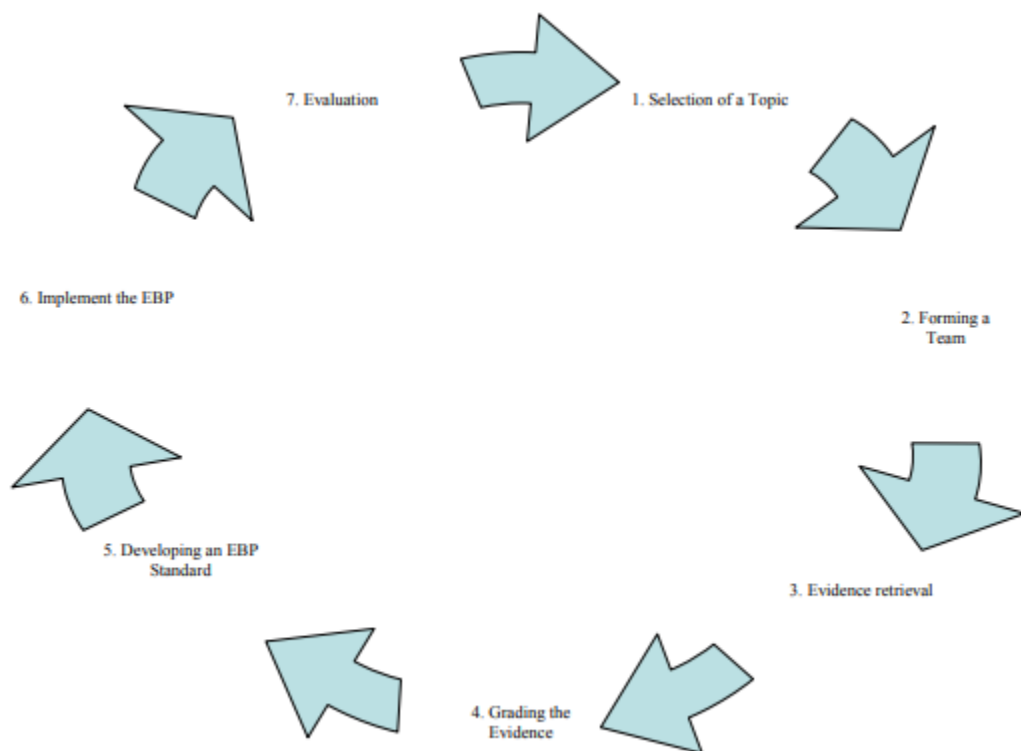 7. Evaluation
1. Selection of a Topic
2. Forming a
Team
3. Evidence retrieval
4. Grading the
Evidence
5. Developing an EBP
Standard
6. Implement the EBP